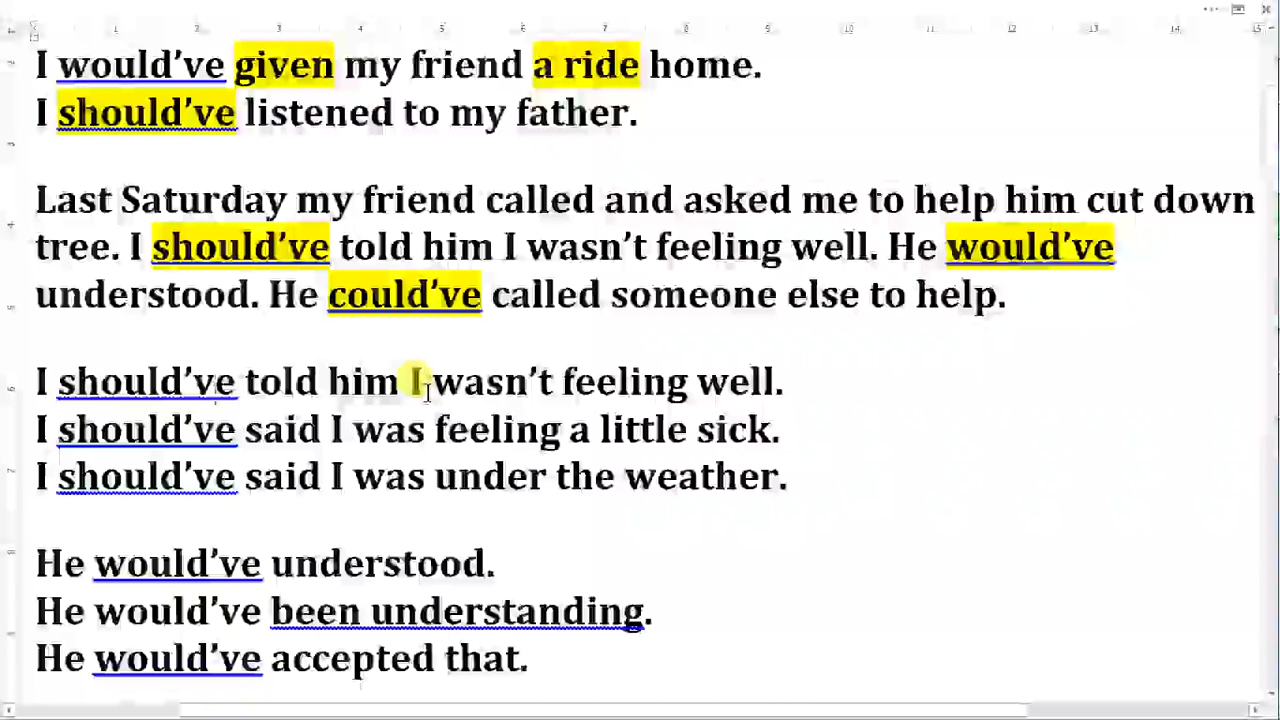 I would’ve given my friend a ride home.
I should’ve listened to my father.
Last Saturday my friend called and asked me to help him cut down
tree. I should’ve told him I wasn’t feeling well. He would’ve
understood. He could’ve called someone else to help.
I should’ve told him I wasn’t feeling well.
I should’ve said I was feeling a little sick.
I should’ve said I was under the weather.
He would’ve understood.
He would’ve been understanding.
He would’ve accepted that.